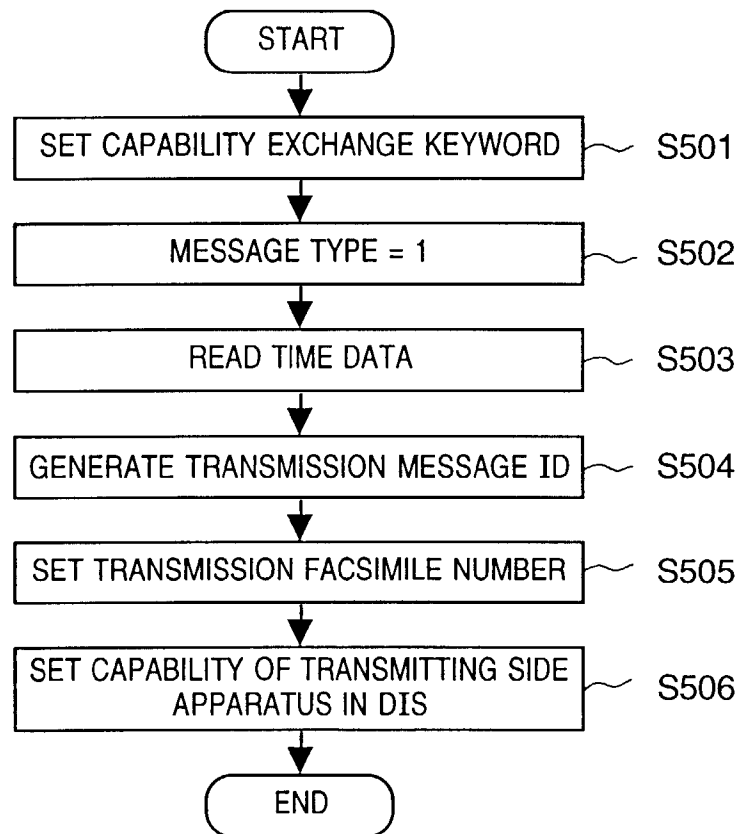 START
SET CAPABILITY EXCHANGE KEYWORD S501
MESSAGE TYPE = 1 S502
READ TIME DATA S503
GENERATE TRANSMISSION MESSAGE ID S504
SET TRANSMISSION FACSIMILE NUMBER S505
SET CAPABILITY OF TRANSMITTING SIDE
APPARATUS IN DIS S506
END